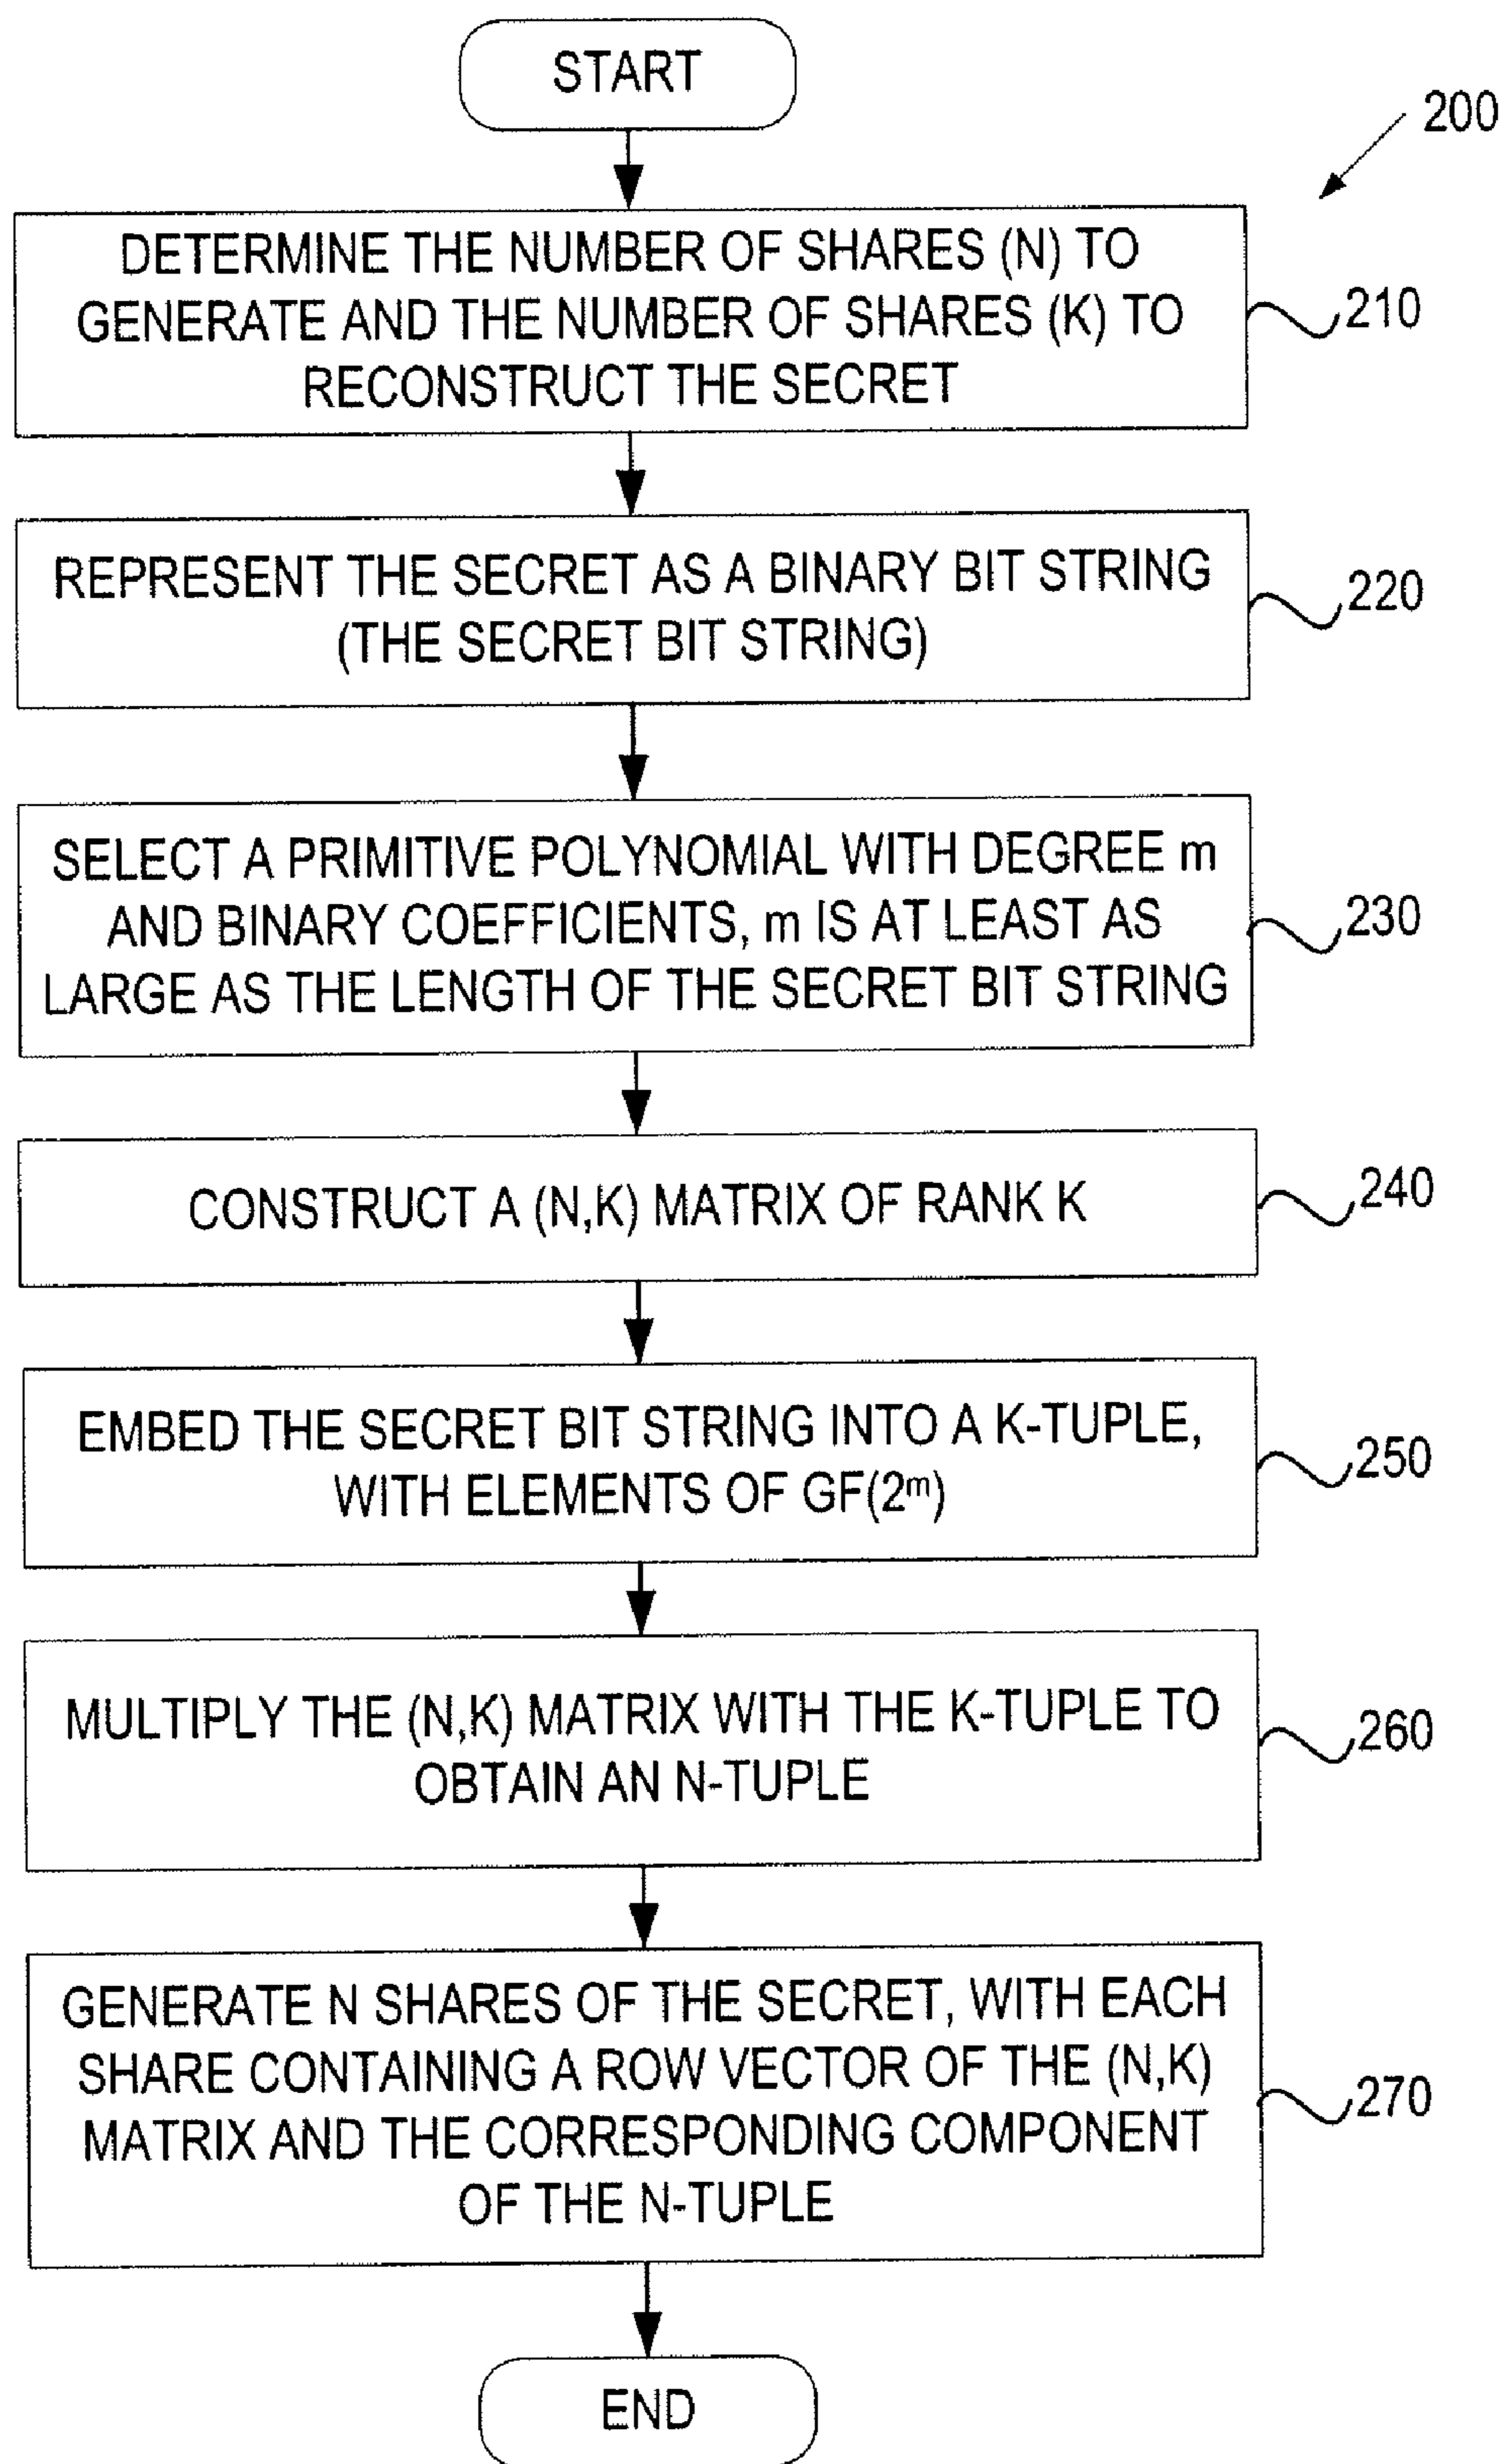 START
200
DETERMINE THE NUMBER OF SHARES (N) TO
GENERATE AND THE NUMBER OF SHARES (K) TO
RECONSTRUCT THE SECRET
210
REPRESENT THE SECRET AS A BINARY BIT STRING
(THE SECRET BIT STRING)
220
SELECT A PRIMITIVE POLYNOMIAL WITH DEGREE m
AND BINARY COEFFICIENTS, m IS AT LEAST AS
LARGE AS THE LENGTH OF THE SECRET BIT STRING
230
CONSTRUCT A (N,K) MATRIX OF RANK K
240
EMBED THE SECRET BIT STRING INTO A K-TUPLE,
WITH ELEMENTS OF GF(2ᵐ)
250
MULTIPLY THE (N,K) MATRIX WITH THE K-TUPLE TO
OBTAIN AN N-TUPLE
260
GENERATE N SHARES OF THE SECRET, WITH EACH
SHARE CONTAINING A ROW VECTOR OF THE (N,K)
MATRIX AND THE CORRESPONDING COMPONENT
OF THE N-TUPLE
270
END